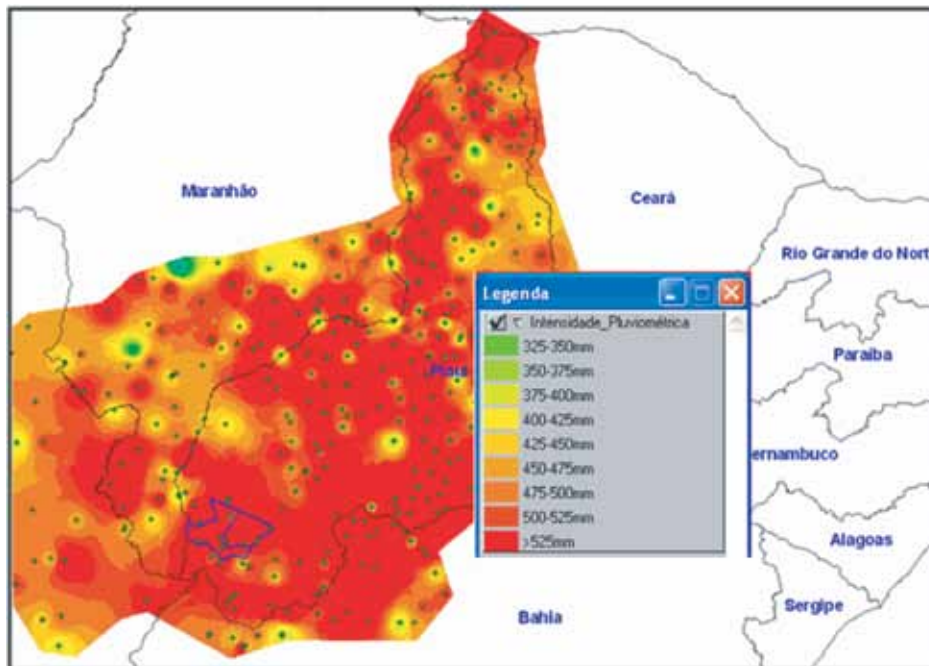 Maranhão
Ceará
Rio Grande do Nort
Legenda
Intensidade_Pluviométrica
325-350mm
350-375mm
375-400mm
400-425mm
425-450mm
450-475mm
475-500mm
500-525mm
>525mm
Piauí
Paraíba
ernambuco
Alagoas
Sergipe
Bahia